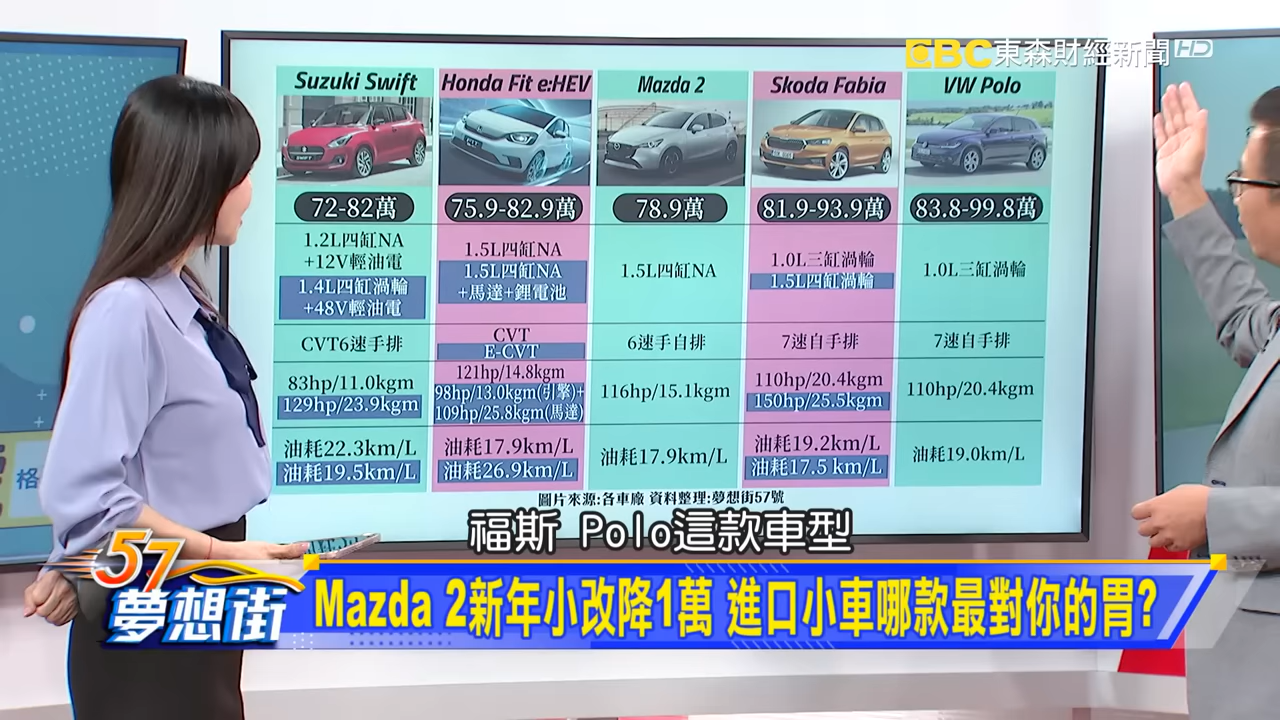 EBC 東森財經新聞 HD
Suzuki Swift
Honda Fit e:HEV
Mazda 2
Skoda Fabia
VW Polo
72-82萬
75.9-82.9萬
78.9萬
81.9-93.9萬
83.8-99.8萬
1.2L四缸NA
+12V輕油電
1.4L四缸渦輪
+48V輕油電
1.5L四缸NA
1.5L四缸NA
+馬達+鋰電池
1.5L四缸NA
1.0L三缸渦輪
1.5L四缸渦輪
1.0L三缸渦輪
CVT6速手排
CVT
E-CVT
6速手自排
7速自手排
7速自手排
83hp/11.0kgm
129hp/23.9kgm
121hp/14.8kgm
98hp/13.0kgm(引擎)+
109hp/25.8kgm(馬達)
116hp/15.1kgm
110hp/20.4kgm
150hp/25.5kgm
110hp/20.4kgm
油耗22.3km/L
油耗19.5km/L
油耗17.9km/L
油耗26.9km/L
油耗17.9km/L
油耗19.2km/L
油耗17.5 km/L
油耗19.0km/L
圖片來源:各車廠 資料整理:夢想街57號
格
福斯 Polo這款車型
57
夢想街
Mazda 2新年小改降1萬 進口小車哪款最對你的胃?